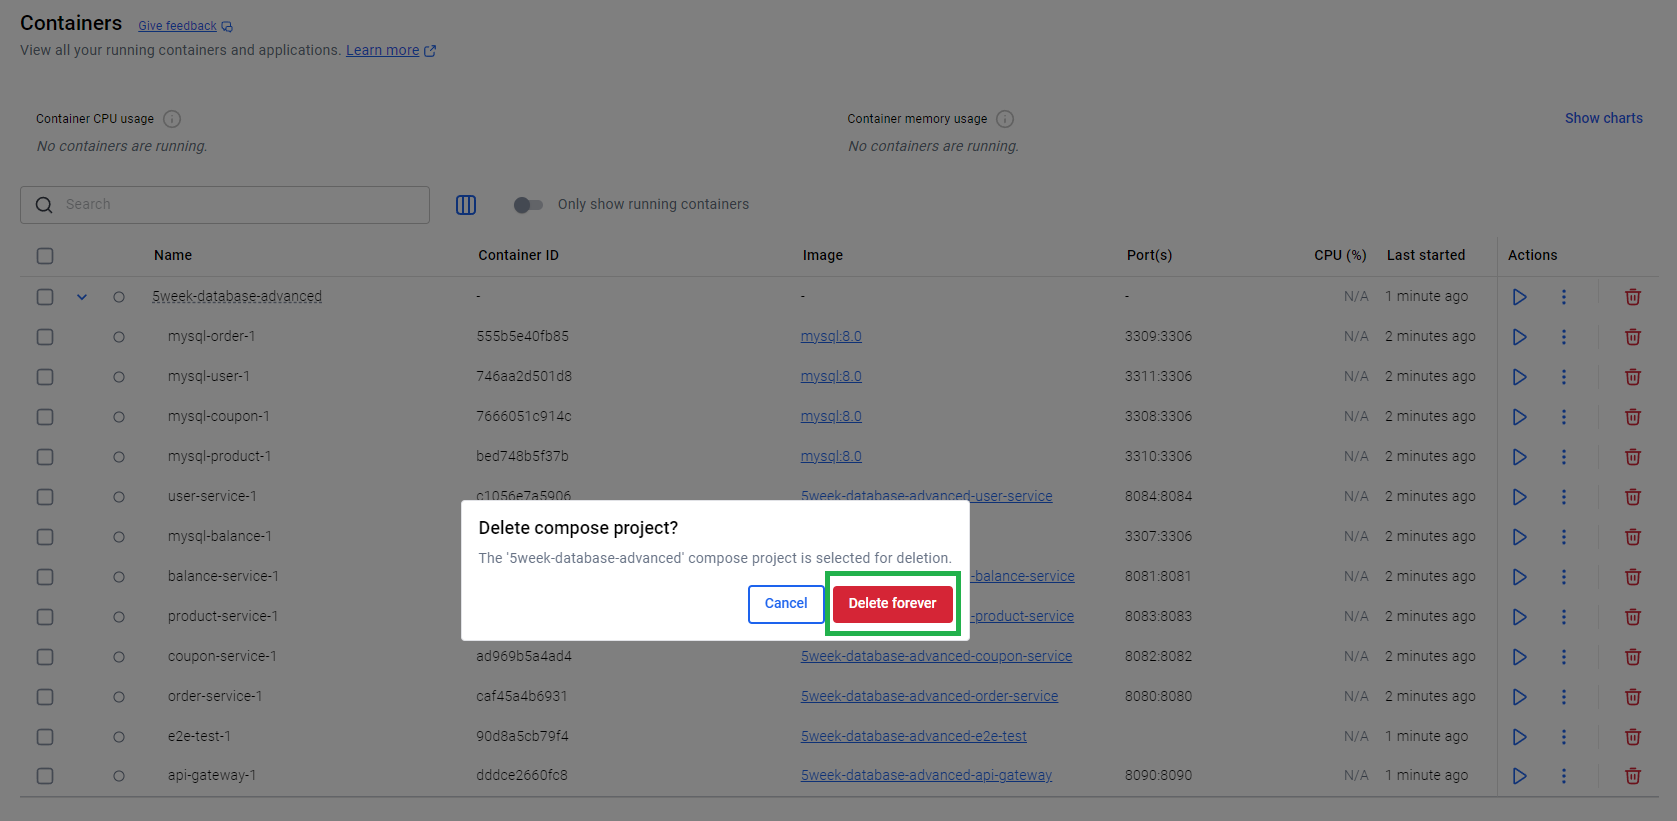 Containers Give feedback
View all your running containers and applications. Learn more
Container CPU usage Container memory usage Show charts
No containers are running. No containers are running.
Search Only show running containers
Name Container ID Image Port(s) CPU (%) Last started Actions
5week-database-advanced - - - N/A 1 minute ago
mysql-order-1 555b5e40fb85 mysql:8.0 3309:3306 N/A 2 minutes ago
mysql-user-1 746aa2d501d8 mysql:8.0 3311:3306 N/A 2 minutes ago
mysql-coupon-1 7666051c914c mysql:8.0 3308:3306 N/A 2 minutes ago
mysql-product-1 bed748b5f37b mysql:8.0 3310:3306 N/A 2 minutes ago
user-service-1 c1056e7a5906 5week-database-advanced-user-service 8084:8084 N/A 2 minutes ago
Delete compose project?
mysql-balance-1 3307:3306 N/A 2 minutes ago
The '5week-database-advanced' compose project is selected for deletion.
balance-service-1 -balance-service 8081:8081 N/A 2 minutes ago
Cancel Delete forever
product-service-1 -product-service 8083:8083 N/A 2 minutes ago
coupon-service-1 ad969b5a4ad4 5week-database-advanced-coupon-service 8082:8082 N/A 2 minutes ago
order-service-1 caf45a4b6931 5week-database-advanced-order-service 8080:8080 N/A 2 minutes ago
e2e-test-1 90d8a5cb79f4 5week-database-advanced-e2e-test N/A 1 minute ago
api-gateway-1 dddce2660fc8 5week-database-advanced-api-gateway 8090:8090 N/A 1 minute ago